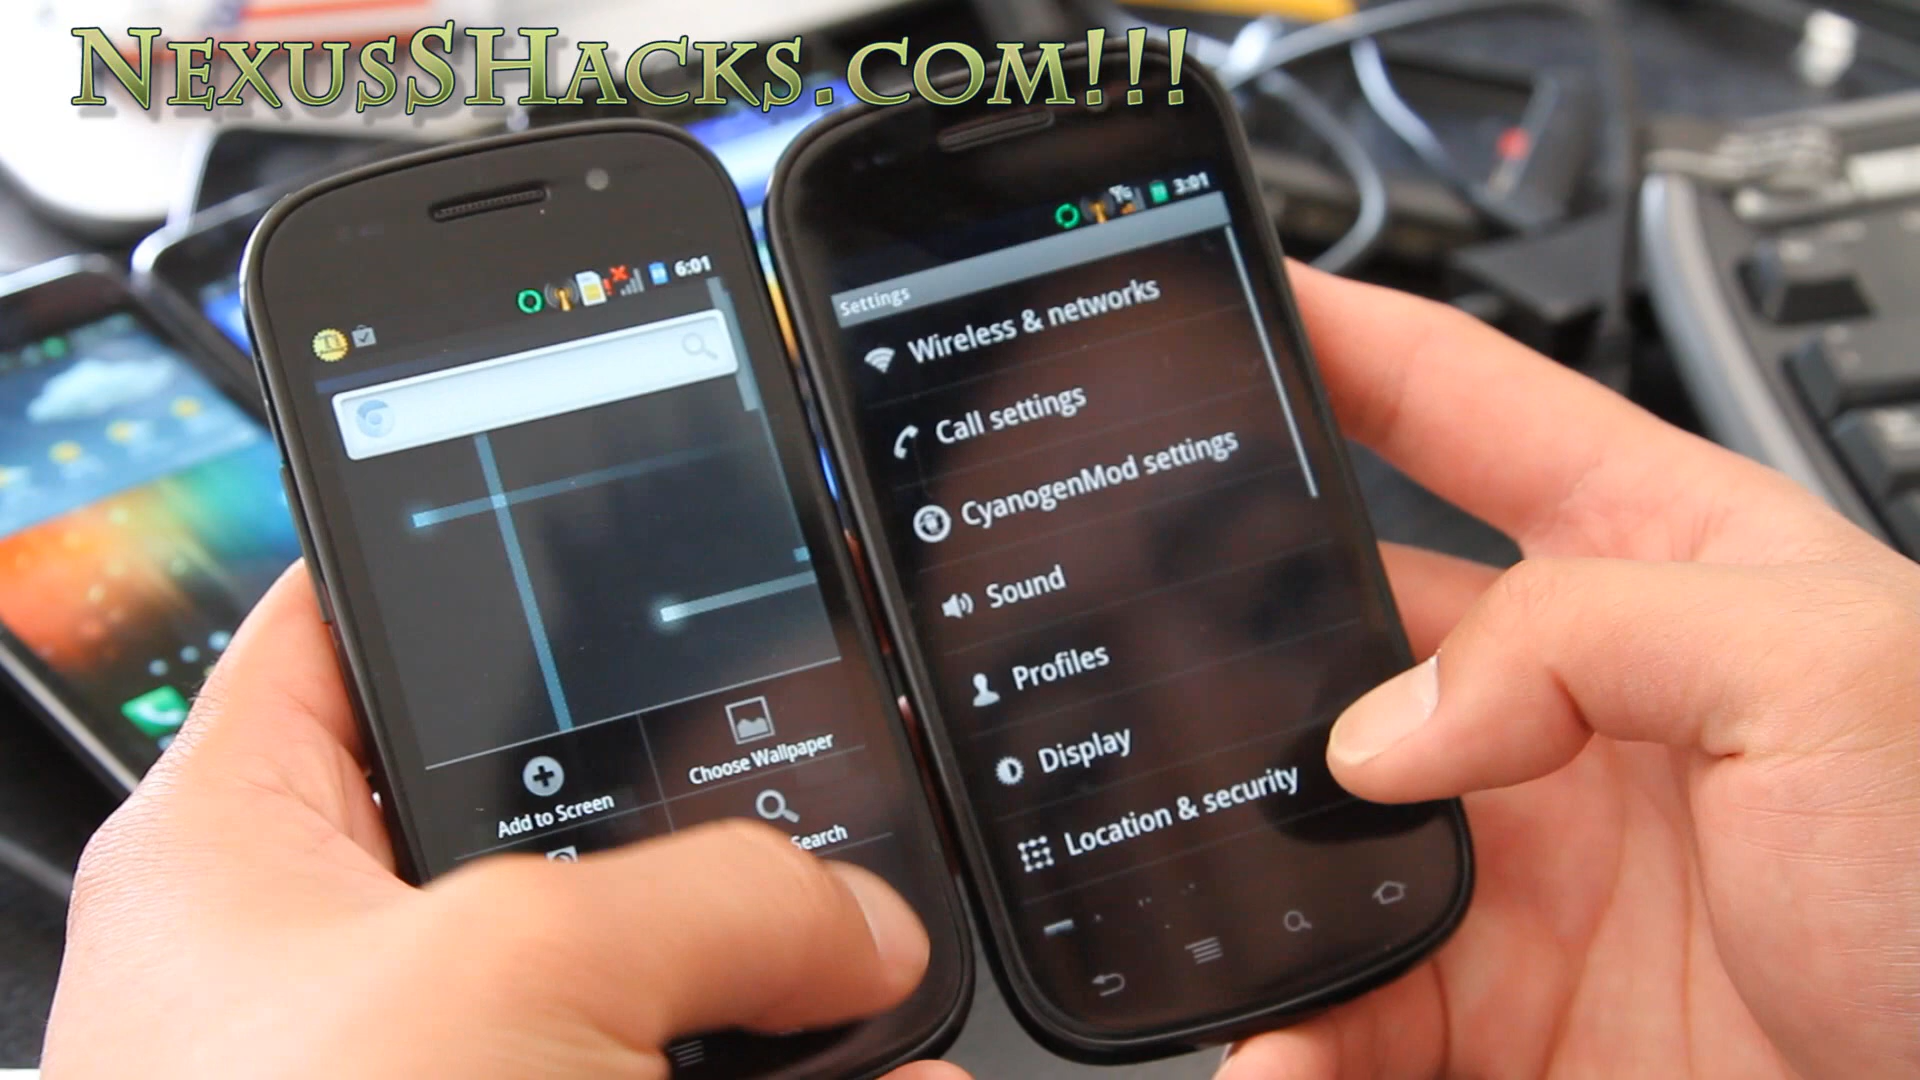 NexusSHacks.com!!!
6:01
Add to Screen
Choose Wallpaper
Search
3:01
Settings
Wireless & networks
Call settings
CyanogenMod settings
Sound
Profiles
Display
Location & security